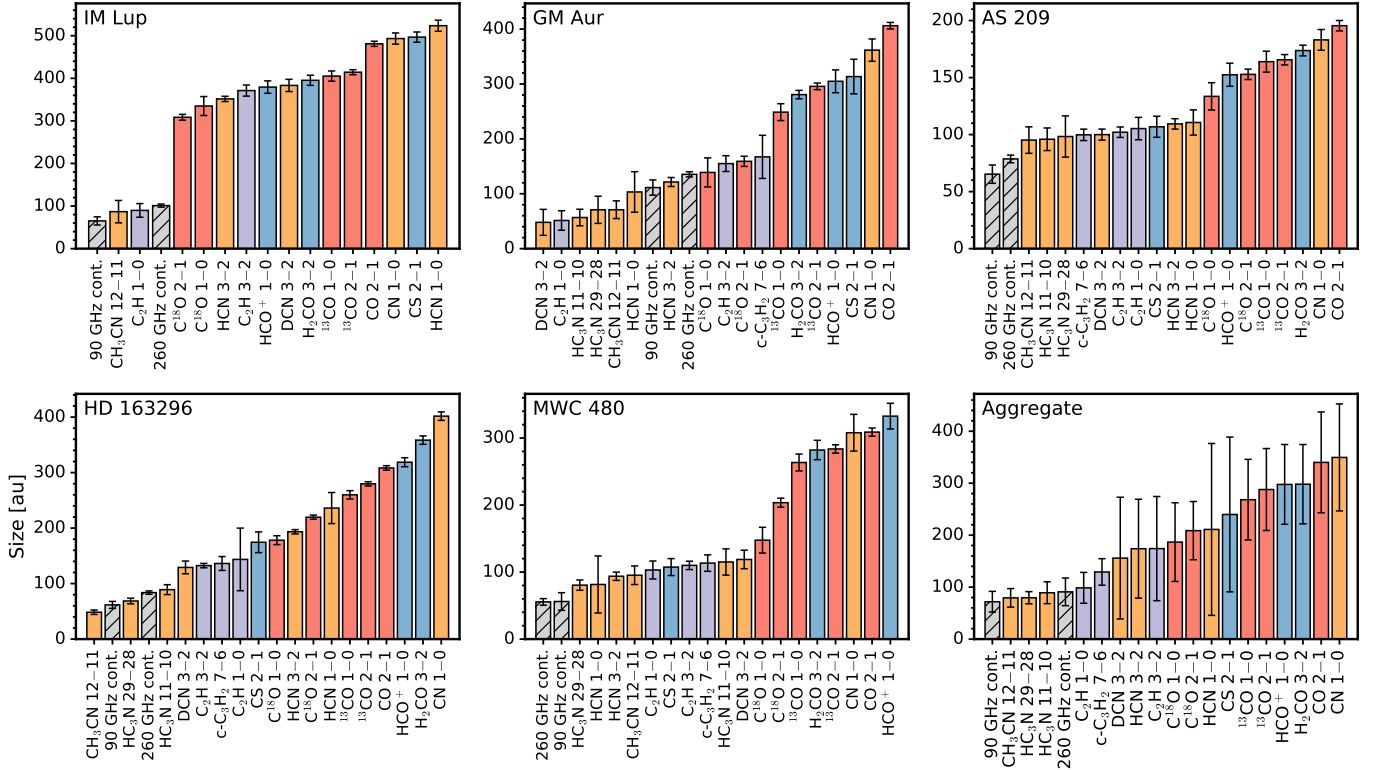 IM Lup
500
400
300
200
100
0
90 GHz cont.
CH₃CN 12−11
C₂H 1−0
260 GHz cont.
C¹⁸O 2−1
C¹⁸O 1−0
HCN 3−2
C₂H 3−2
HCO⁺ 1−0
DCN 3−2
H₂CO 3−2
¹³CO 1−0
¹³CO 2−1
CO 2−1
CN 1−0
CS 2−1
HCN 1−0
GM Aur
400
300
200
100
0
DCN 3−2
C₂H 1−0
HC₃N 11−10
HC₃N 29−28
CH₃CN 12−11
HCN 1−0
90 GHz cont.
HCN 3−2
260 GHz cont.
C¹⁸O 1−0
C₂H 3−2
C¹⁸O 2−1
c-C₃H₂ 7−6
¹³CO 1−0
H₂CO 3−2
¹³CO 2−1
HCO⁺ 1−0
CS 2−1
CN 1−0
CO 2−1
AS 209
200
150
100
50
0
90 GHz cont.
260 GHz cont.
CH₃CN 12−11
HC₃N 11−10
HC₃N 29−28
c-C₃H₂ 7−6
DCN 3−2
C₂H 3−2
C₂H 1−0
CS 2−1
HCN 3−2
HCN 1−0
C¹⁸O 1−0
HCO⁺ 1−0
C¹⁸O 2−1
¹³CO 1−0
¹³CO 2−1
H₂CO 3−2
CN 1−0
CO 2−1
HD 163296
Size [au]
400
300
200
100
0
CH₃CN 12−11
90 GHz cont.
HC₃N 29−28
260 GHz cont.
HC₃N 11−10
DCN 3−2
C₂H 3−2
c-C₃H₂ 7−6
C₂H 1−0
CS 2−1
C¹⁸O 1−0
HCN 3−2
C¹⁸O 2−1
HCN 1−0
¹³CO 1−0
¹³CO 2−1
CO 2−1
HCO⁺ 1−0
H₂CO 3−2
CN 1−0
MWC 480
300
200
100
0
260 GHz cont.
90 GHz cont.
HC₃N 29−28
HCN 1−0
HCN 3−2
CH₃CN 12−11
C₂H 1−0
CS 2−1
C₂H 3−2
c-C₃H₂ 7−6
HC₃N 11−10
DCN 3−2
C¹⁸O 1−0
C¹⁸O 2−1
¹³CO 1−0
H₂CO 3−2
¹³CO 2−1
CN 1−0
CO 2−1
HCO⁺ 1−0
Aggregate
400
300
200
100
0
90 GHz cont.
CH₃CN 12−11
HC₃N 29−28
HC₃N 11−10
260 GHz cont.
C₂H 1−0
c-C₃H₂ 7−6
DCN 3−2
HCN 3−2
C₂H 3−2
C¹⁸O 1−0
C¹⁸O 2−1
HCN 1−0
CS 2−1
¹³CO 1−0
¹³CO 2−1
HCO⁺ 1−0
H₂CO 3−2
CO 2−1
CN 1−0